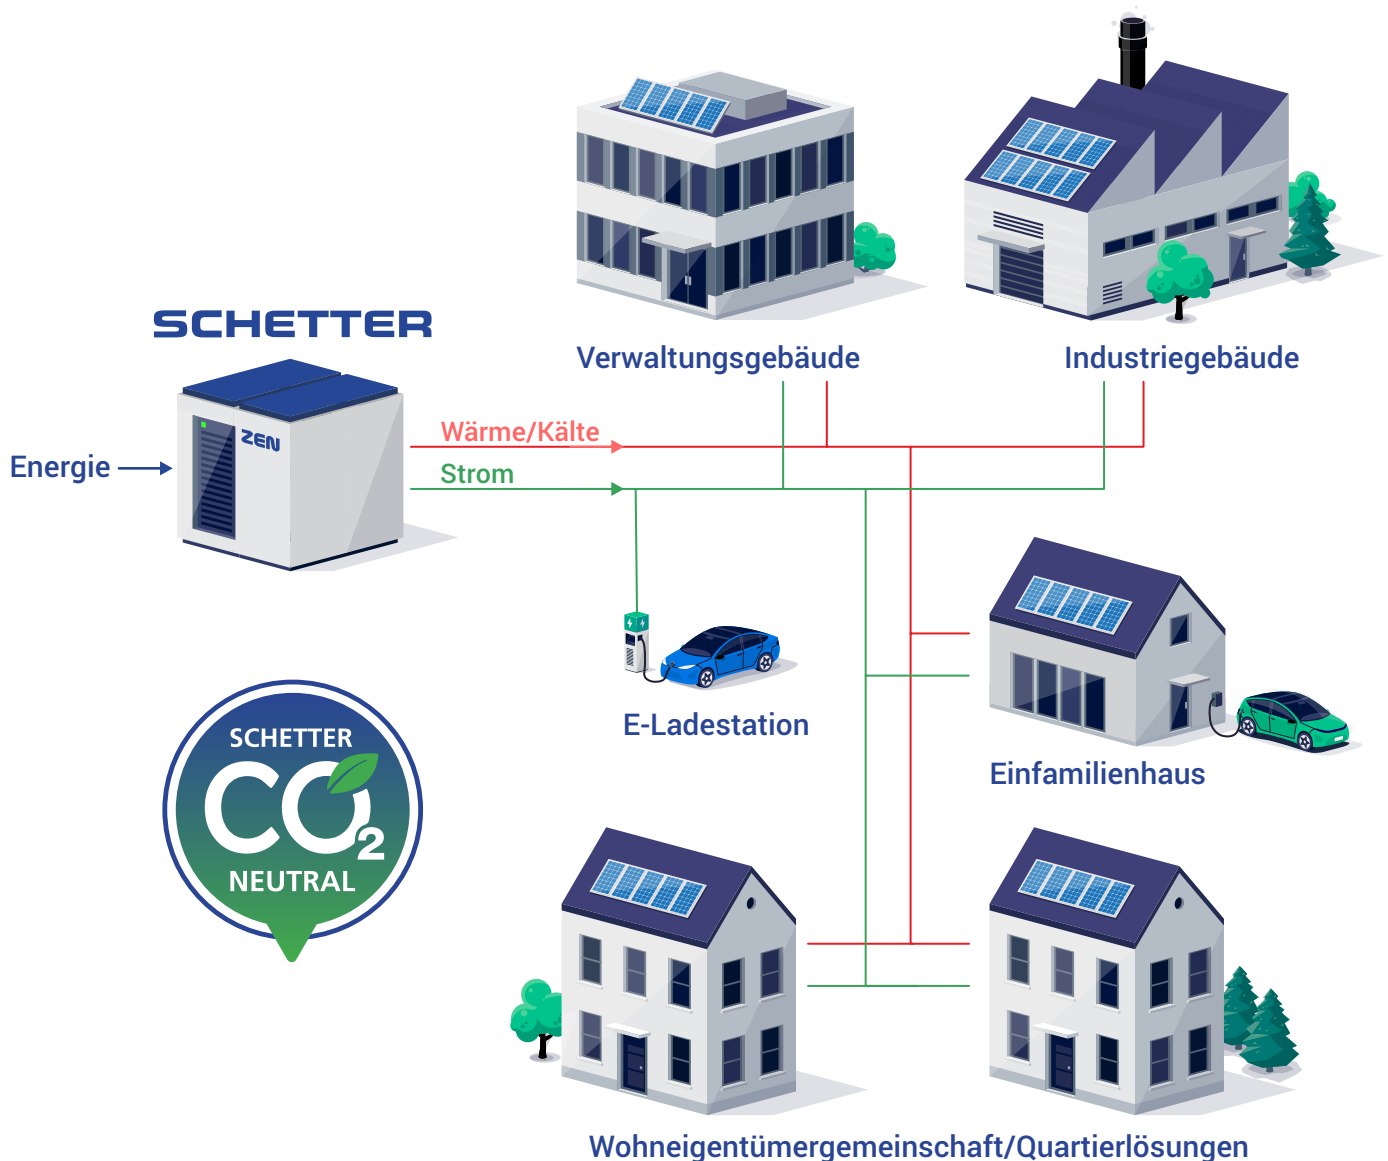 SCHETTER
Verwaltungsgebäude
Industriegebäude
ZEN
Energie
Wärme/Kälte
Strom
E-Ladestation
SCHETTER
CO₂
NEUTRAL
Einfamilienhaus
Wohneigentümergemeinschaft/Quartierlösungen